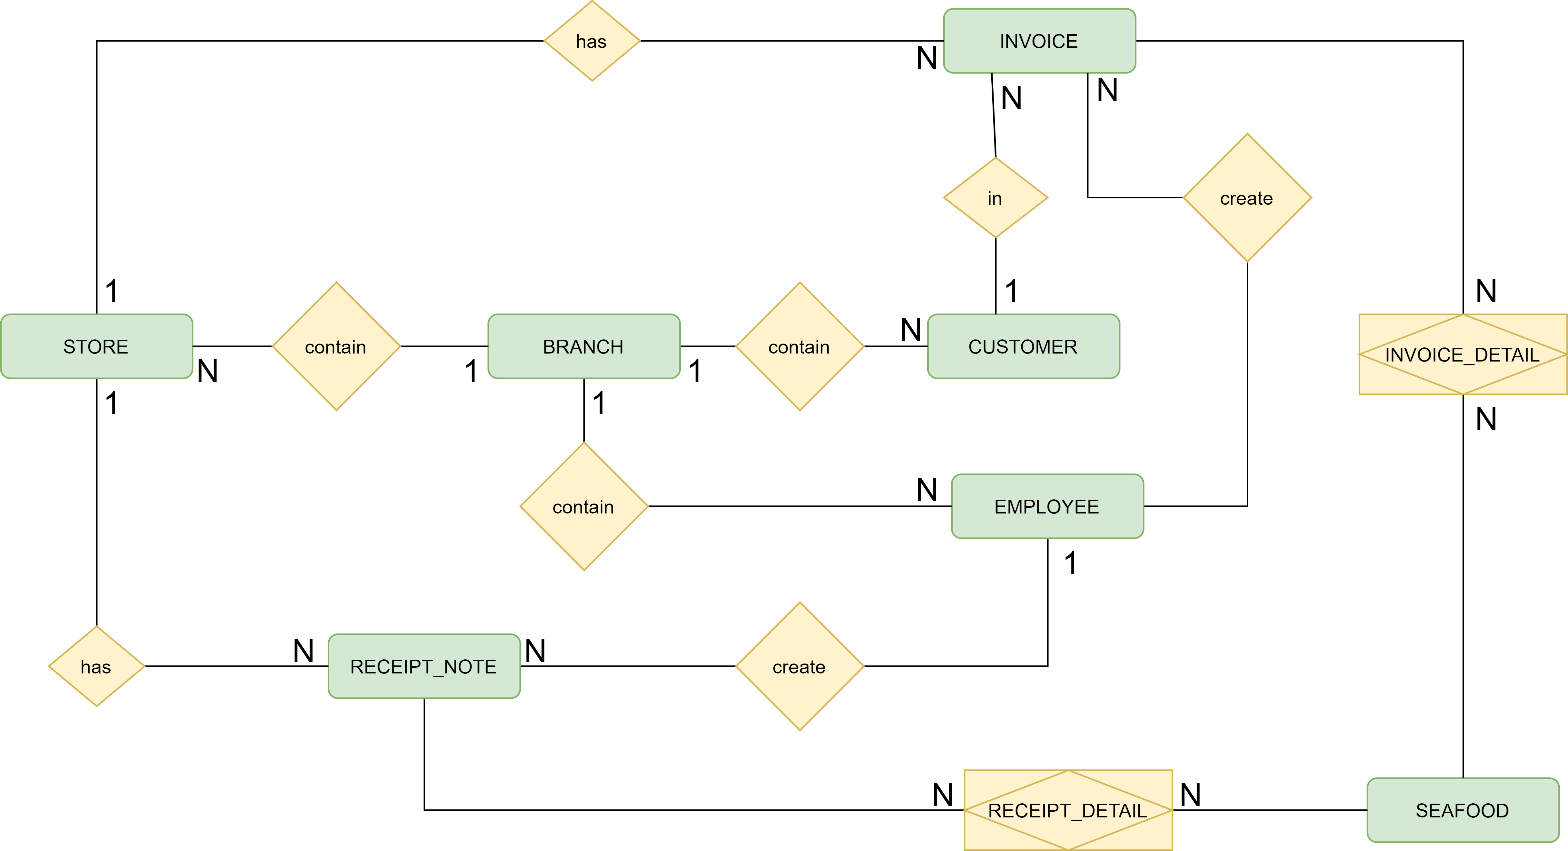 has
INVOICE
N
N
N
in
create
1
1
N
STORE
contain
BRANCH
contain
N
CUSTOMER
INVOICE_DETAIL
N
1
1
1
1
N
contain
N
EMPLOYEE
1
has
N
RECEIPT_NOTE
N
create
N
RECEIPT_DETAIL
N
SEAFOOD